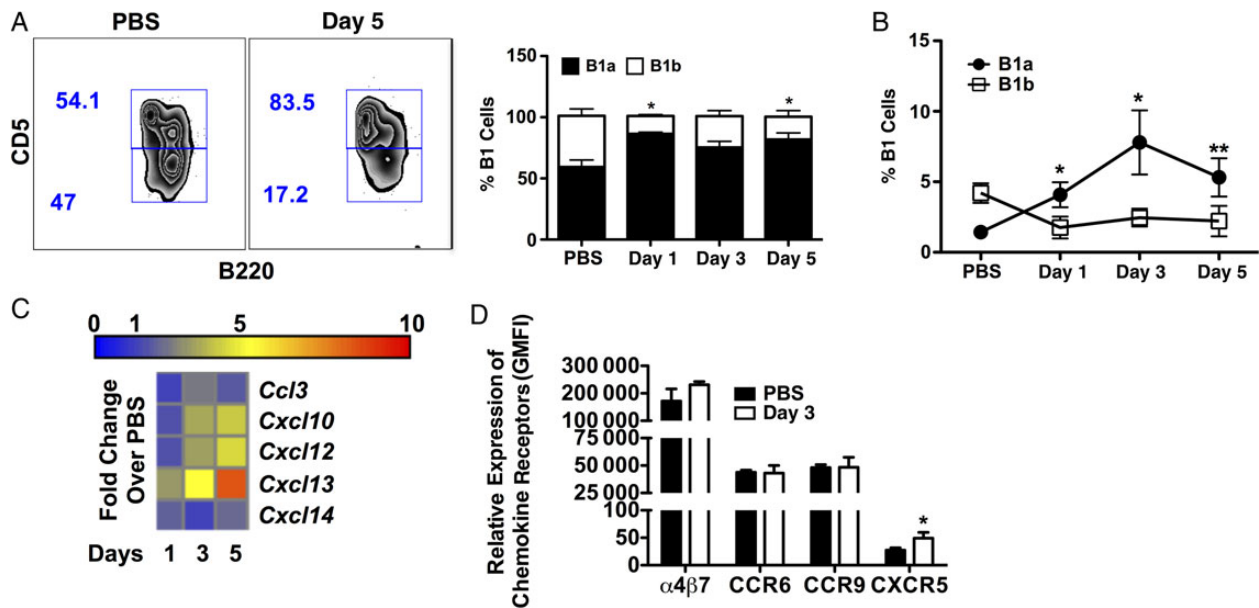 A
PBS
Day 5
54.1
47
83.5
17.2
CD5
B220
B1a B1b
% B1 Cells
150
100
50
0
* *
PBS Day 1 Day 3 Day 5
B
B1a
B1b
% B1 Cells
15
10
5
0
* * **
PBS Day 1 Day 3 Day 5
C
0 1 5 10
Fold Change
Over PBS
Ccl3
Cxcl10
Cxcl12
Cxcl13
Cxcl14
Days 1 3 5
D
Relative Expression of
Chemokine Receptors (GMFI)
300 000
200 000
100 000
75 000
50 000
25 000
100
50
0
PBS
Day 3
*
α4β7 CCR6 CCR9 CXCR5